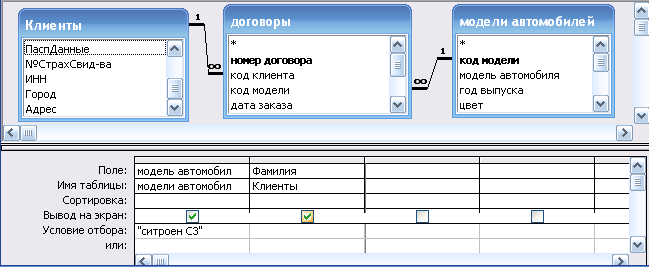 Клиенты
ПаспДанные
№СтрахСвид-ва
ИНН
Город
Адрес
1
∞
договоры
*
номер договора
код клиента
код модели
дата заказа
1
∞
модели автомобилей
*
код модели
модель автомобиля
год выпуска
цвет
Поле: модель автомобил Фамилия
Имя таблицы: модели автомобил Клиенты
Сортировка:
Вывод на экран:
Условие отбора: "ситроен С3"
или: